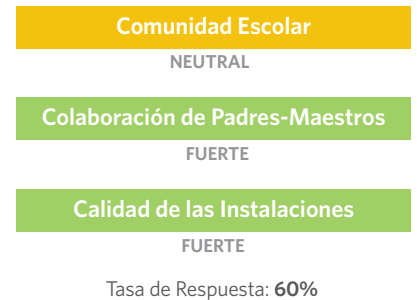 Comunidad Escolar
NEUTRAL
Colaboración de Padres-Maestros
FUERTE
Calidad de las Instalaciones
FUERTE
Tasa de Respuesta: 60%